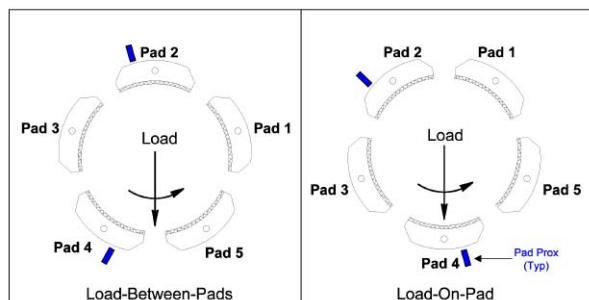 Pad 2
Pad 3
Pad 1
Load
Pad 4
Pad 5
Load-Between-Pads
Pad 2
Pad 1
Load
Pad 3
Pad 5
Pad 4
Pad Prox
(Typ)
Load-On-Pad